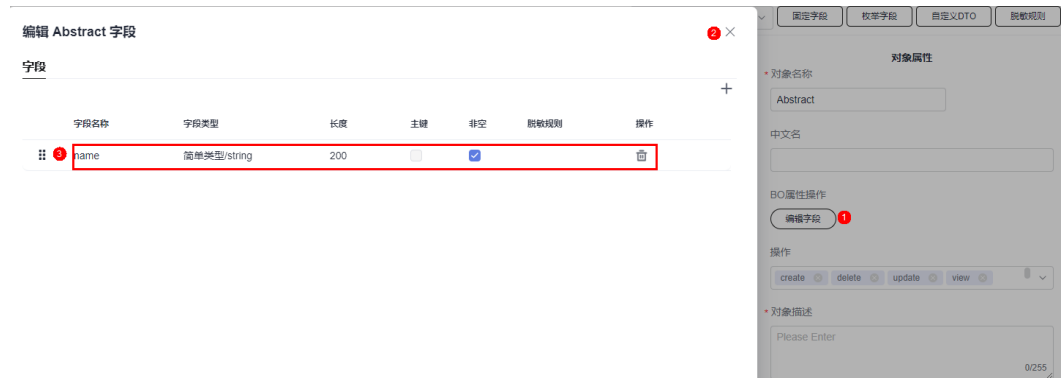 编辑 Abstract 字段
2
字段
字段名称 字段类型 长度 主键 非空 脱敏规则 操作
3 name 简单类型/string 200
固定字段 枚举字段 自定义DTO 脱敏规则
对象属性
* 对象名称
Abstract
中文名
BO属性操作
编辑字段 1
操作
create delete update view
* 对象描述
Please Enter
0/255